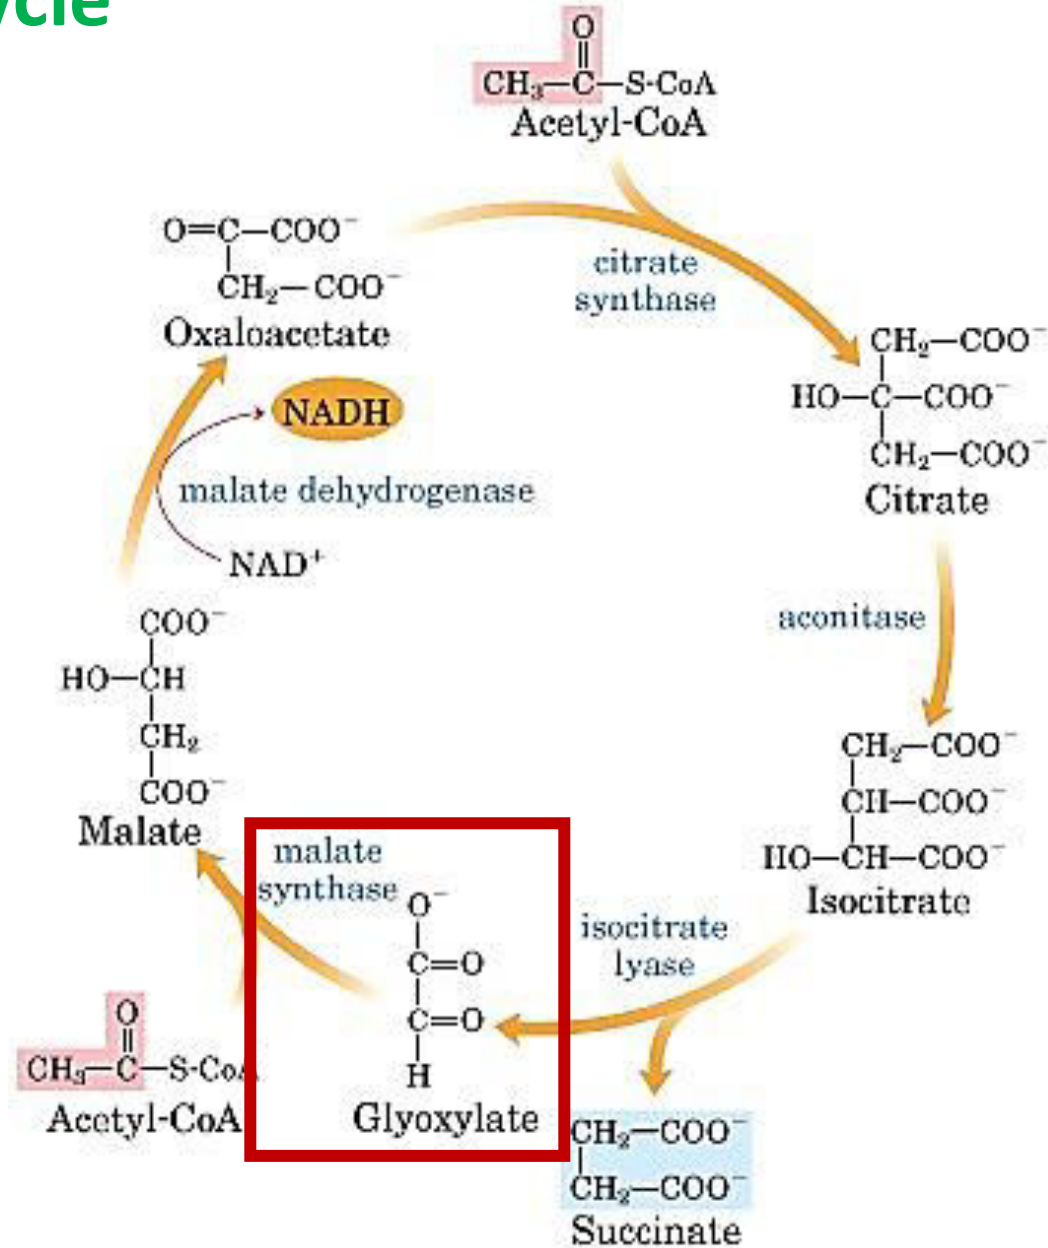 ycle
O
CH₃—C—S-CoA
Acetyl-CoA
O=C—COO⁻
CH₂—COO⁻
Oxaloacetate
citrate
synthase
CH₂—COO⁻
HO—C—COO⁻
CH₂—COO⁻
Citrate
NADH
malate dehydrogenase
NAD⁺
aconitase
COO⁻
HO—CH
CH₂
COO⁻
Malate
CH₂—COO⁻
CH—COO⁻
HO—CH—COO⁻
Isocitrate
malate
synthase
isocitrate
lyase
O⁻
C=O
C=O
H
Glyoxylate
O
CH₃—C—S-CoA
Acetyl-CoA
CH₂—COO⁻
CH₂—COO⁻
Succinate